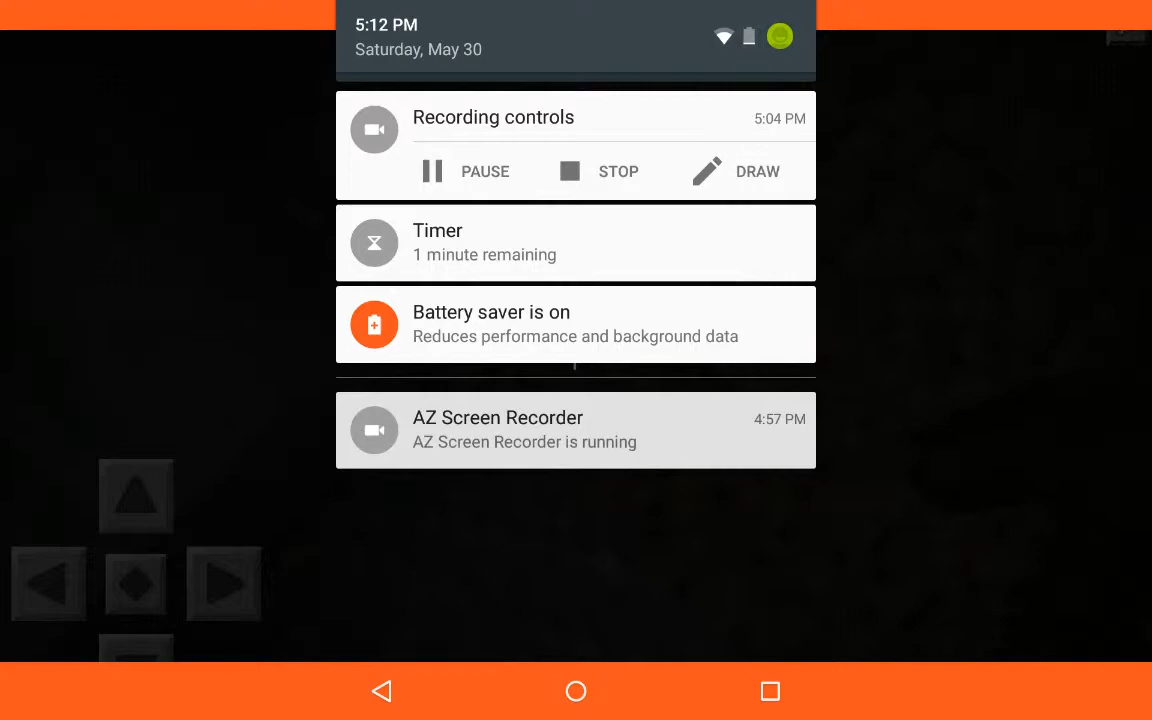 5:12 PM
Saturday, May 30
Recording controls 5:04 PM
PAUSE STOP DRAW
Timer
1 minute remaining
Battery saver is on
Reduces performance and background data
AZ Screen Recorder 4:57 PM
AZ Screen Recorder is running